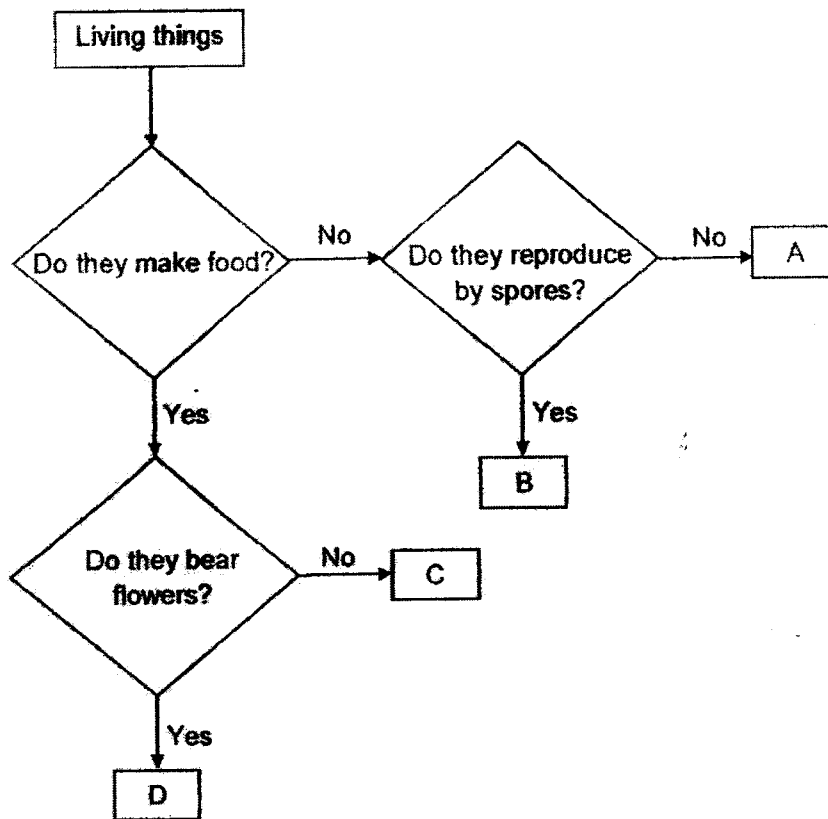 Living things
Do they make food?
No
Do they reproduce
by spores?
No
A
Yes
Yes
B
Do they bear
flowers?
No
C
Yes
D